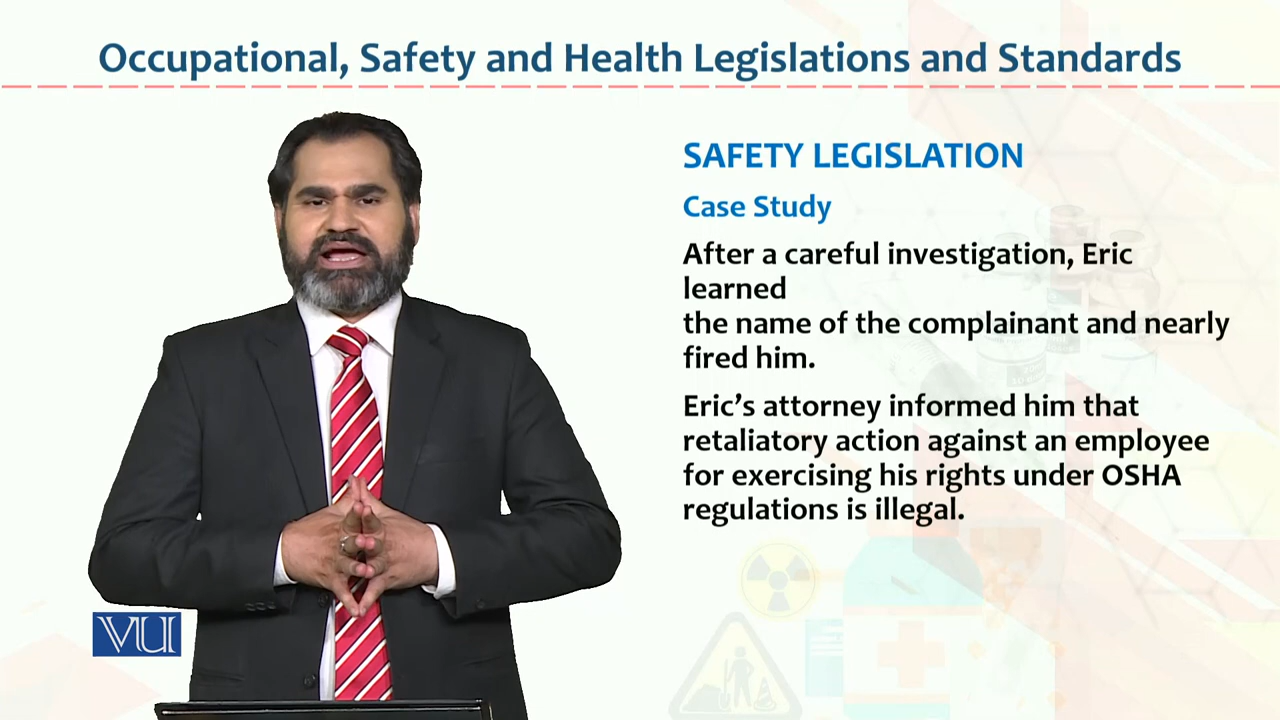 Occupational, Safety and Health Legislations and Standards
SAFETY LEGISLATION
Case Study
After a careful investigation, Eric
learned
the name of the complainant and nearly
fired him.
Eric’s attorney informed him that
retaliatory action against an employee
for exercising his rights under OSHA
regulations is illegal.
VU